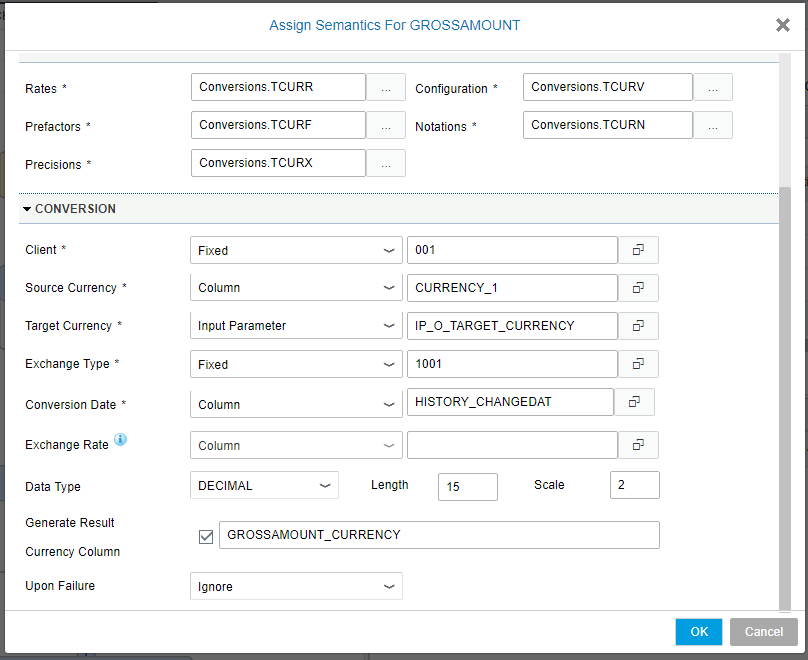 Assign Semantics For GROSSAMOUNT
Rates * Conversions.TCURR ... Configuration * Conversions.TCURV ...
Prefactors * Conversions.TCURF ... Notations * Conversions.TCURN ...
Precisions * Conversions.TCURX ...
CONVERSION
Client * Fixed 001
Source Currency * Column CURRENCY_1
Target Currency * Input Parameter IP_O_TARGET_CURRENCY
Exchange Type * Fixed 1001
Conversion Date * Column HISTORY_CHANGEDAT
Exchange Rate i Column
Data Type DECIMAL Length 15 Scale 2
Generate Result
Currency Column GROSSAMOUNT_CURRENCY
Upon Failure Ignore
OK Cancel